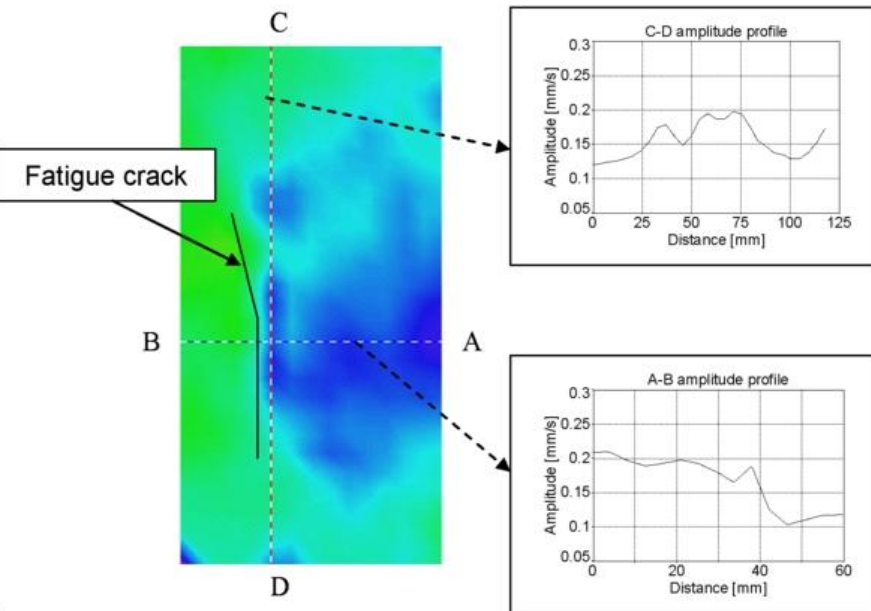 C
Fatigue crack
B
A
D
C-D amplitude profile
Amplitude [mm/s]
0.3
0.25
0.2
0.15
0.1
0.05
0 25 50 75 100 125
Distance [mm]
A-B amplitude profile
Amplitude [mm/s]
0.3
0.25
0.2
0.15
0.1
0.05
0 20 40 60
Distance [mm]